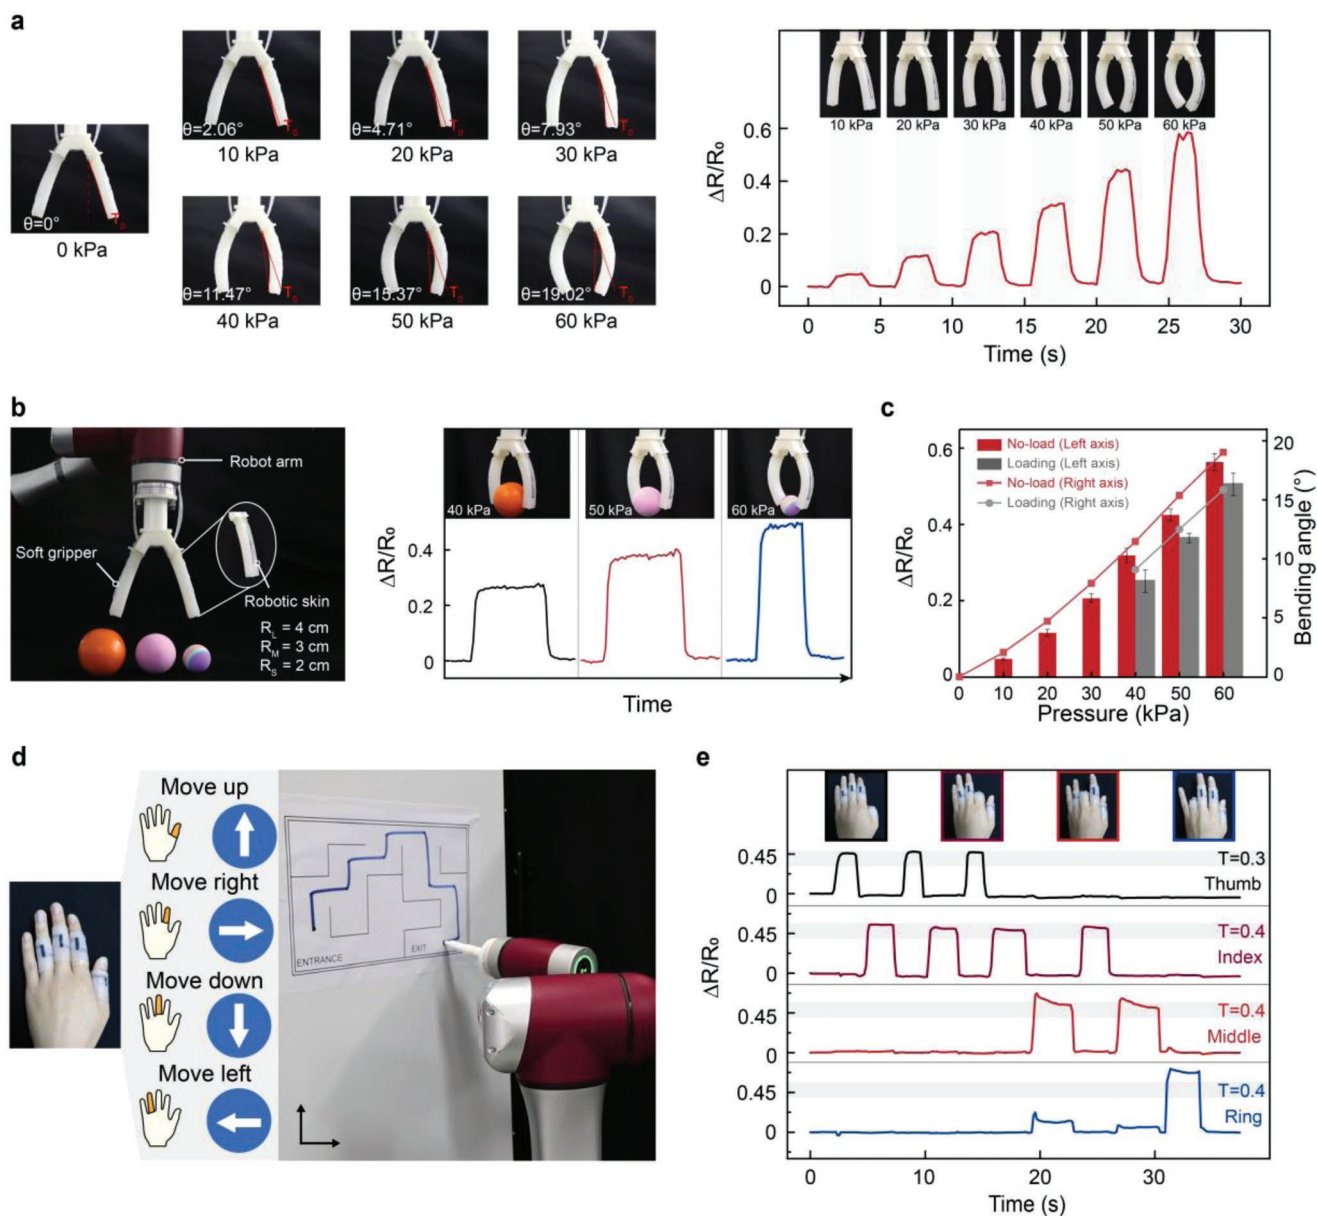 a
θ=0°
T₀
0 kPa
θ=2.06°
T₀
10 kPa
θ=4.71°
T₀
20 kPa
θ=7.93°
T₀
30 kPa
θ=11.47°
T₀
40 kPa
θ=15.37°
T₀
50 kPa
θ=19.02°
T₀
60 kPa
10 kPa 20 kPa 30 kPa 40 kPa 50 kPa 60 kPa
ΔR/R₀
0.6
0.4
0.2
0
0 5 10 15 20 25 30
Time (s)
b
Robot arm
Soft gripper
Robotic skin
R_L = 4 cm
R_M = 3 cm
R_S = 2 cm
40 kPa 50 kPa 60 kPa
ΔR/R₀
0.4
0.2
0
Time
c
No-load (Left axis)
Loading (Left axis)
No-load (Right axis)
Loading (Right axis)
ΔR/R₀
0.6
0.4
0.2
0
20
15
10
5
0
Bending angle (°)
0 10 20 30 40 50 60
Pressure (kPa)
d
Move up
Move right
Move down
Move left
ENTRANCE
EXIT
e
ΔR/R₀
0.45
0
T=0.3
Thumb
0.45
0
T=0.4
Index
0.45
0
T=0.4
Middle
0.45
0
T=0.4
Ring
0 10 20 30
Time (s)